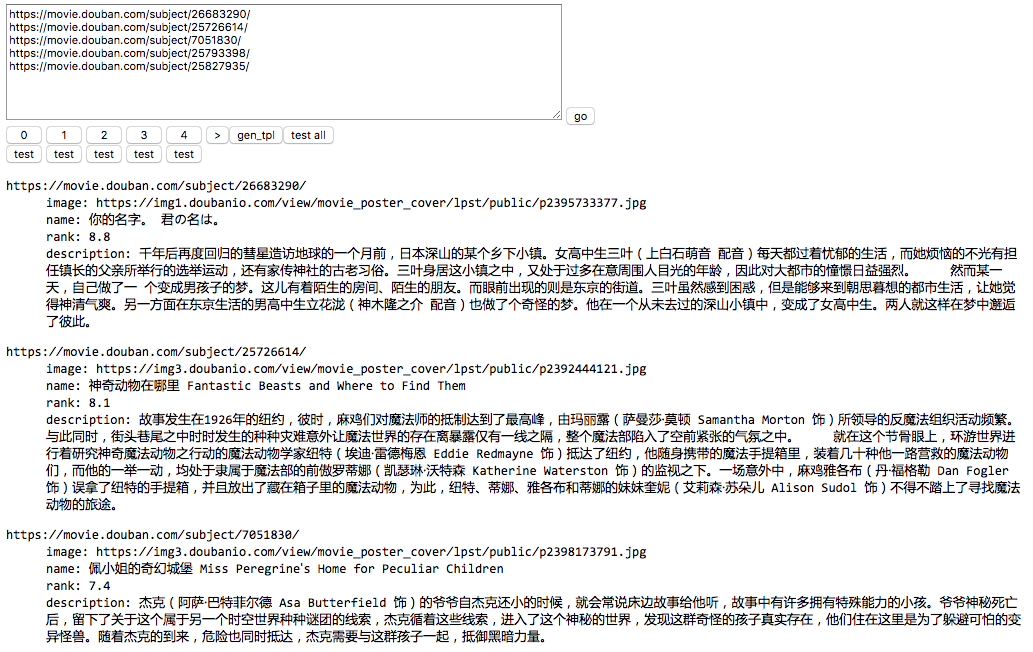 https://movie.douban.com/subject/26683290/
https://movie.douban.com/subject/25726614/
https://movie.douban.com/subject/7051830/
https://movie.douban.com/subject/25793398/
https://movie.douban.com/subject/25827935/
go
0 1 2 3 4 > gen_tpl test all
test test test test test
https://movie.douban.com/subject/26683290/
image: https://img1.doubanio.com/view/movie_poster_cover/lpst/public/p2395733377.jpg
name: 你的名字。 君の名は。
rank: 8.8
description: 千年后再度回归的彗星造访地球的一个月前，日本深山的某个乡下小镇。女高中生三叶（上白石萌音 配音）每天都过着忧郁的生活，而她烦恼的不光有担
任镇长的父亲所举行的选举运动，还有家传神社的古老习俗。三叶身居这小镇之中，又处于过多在意周围人目光的年龄，因此对大都市的憧憬日益强烈。 然而某一
天，自己做了一 个变成男孩子的梦。这儿有着陌生的房间、陌生的朋友。而眼前出现的则是东京的街道。三叶虽然感到困惑，但是能够来到朝思暮想的都市生活，让她觉
得神清气爽。另一方面在东京生活的男高中生立花泷（神木隆之介 配音）也做了个奇怪的梦。他在一个从未去过的深山小镇中，变成了女高中生。两人就这样在梦中邂逅
了彼此。
https://movie.douban.com/subject/25726614/
image: https://img3.doubanio.com/view/movie_poster_cover/lpst/public/p2392444121.jpg
name: 神奇动物在哪里 Fantastic Beasts and Where to Find Them
rank: 8.1
description: 故事发生在1926年的纽约，彼时，麻鸡们对魔法师的抵制达到了最高峰，由玛丽露（萨曼莎·莫顿 Samantha Morton 饰）所领导的反魔法组织活动频繁。
与此同时，街头巷尾之中时时发生的种种灾难意外让魔法世界的存在离暴露仅有一线之隔，整个魔法部陷入了空前紧张的气氛之中。 就在这个节骨眼上，环游世界进
行着研究神奇魔法动物之行动的魔法动物学家纽特（埃迪·雷德梅恩 Eddie Redmayne 饰）抵达了纽约，他随身携带的魔法手提箱里，装着几十种他一路营救的魔法动物
们，而他的一举一动，均处于隶属于魔法部的前傲罗蒂娜（凯瑟琳·沃特森 Katherine Waterston 饰）的监视之下。一场意外中，麻鸡雅各布（丹·福格勒 Dan Fogler
饰）误拿了纽特的手提箱，并且放出了藏在箱子里的魔法动物，为此，纽特、蒂娜、雅各布和蒂娜的妹妹奎妮（艾莉森·苏朵儿 Alison Sudol 饰）不得不踏上了寻找魔法
动物的旅途。
https://movie.douban.com/subject/7051830/
image: https://img3.doubanio.com/view/movie_poster_cover/lpst/public/p2398173791.jpg
name: 佩小姐的奇幻城堡 Miss Peregrine's Home for Peculiar Children
rank: 7.4
description: 杰克（阿萨·巴特菲尔德 Asa Butterfield 饰）的爷爷自杰克还小的时候，就会常说床边故事给他听，故事中有许多拥有特殊能力的小孩。爷爷神秘死亡
后，留下了关于这个属于另一个时空世界种种谜团的线索，杰克循着这些线索，进入了这个神秘的世界，发现这群奇怪的孩子真实存在，他们住在这里是为了躲避可怕的变
异怪兽。随着杰克的到来，危险也同时抵达，杰克需要与这群孩子一起，抵御黑暗力量。